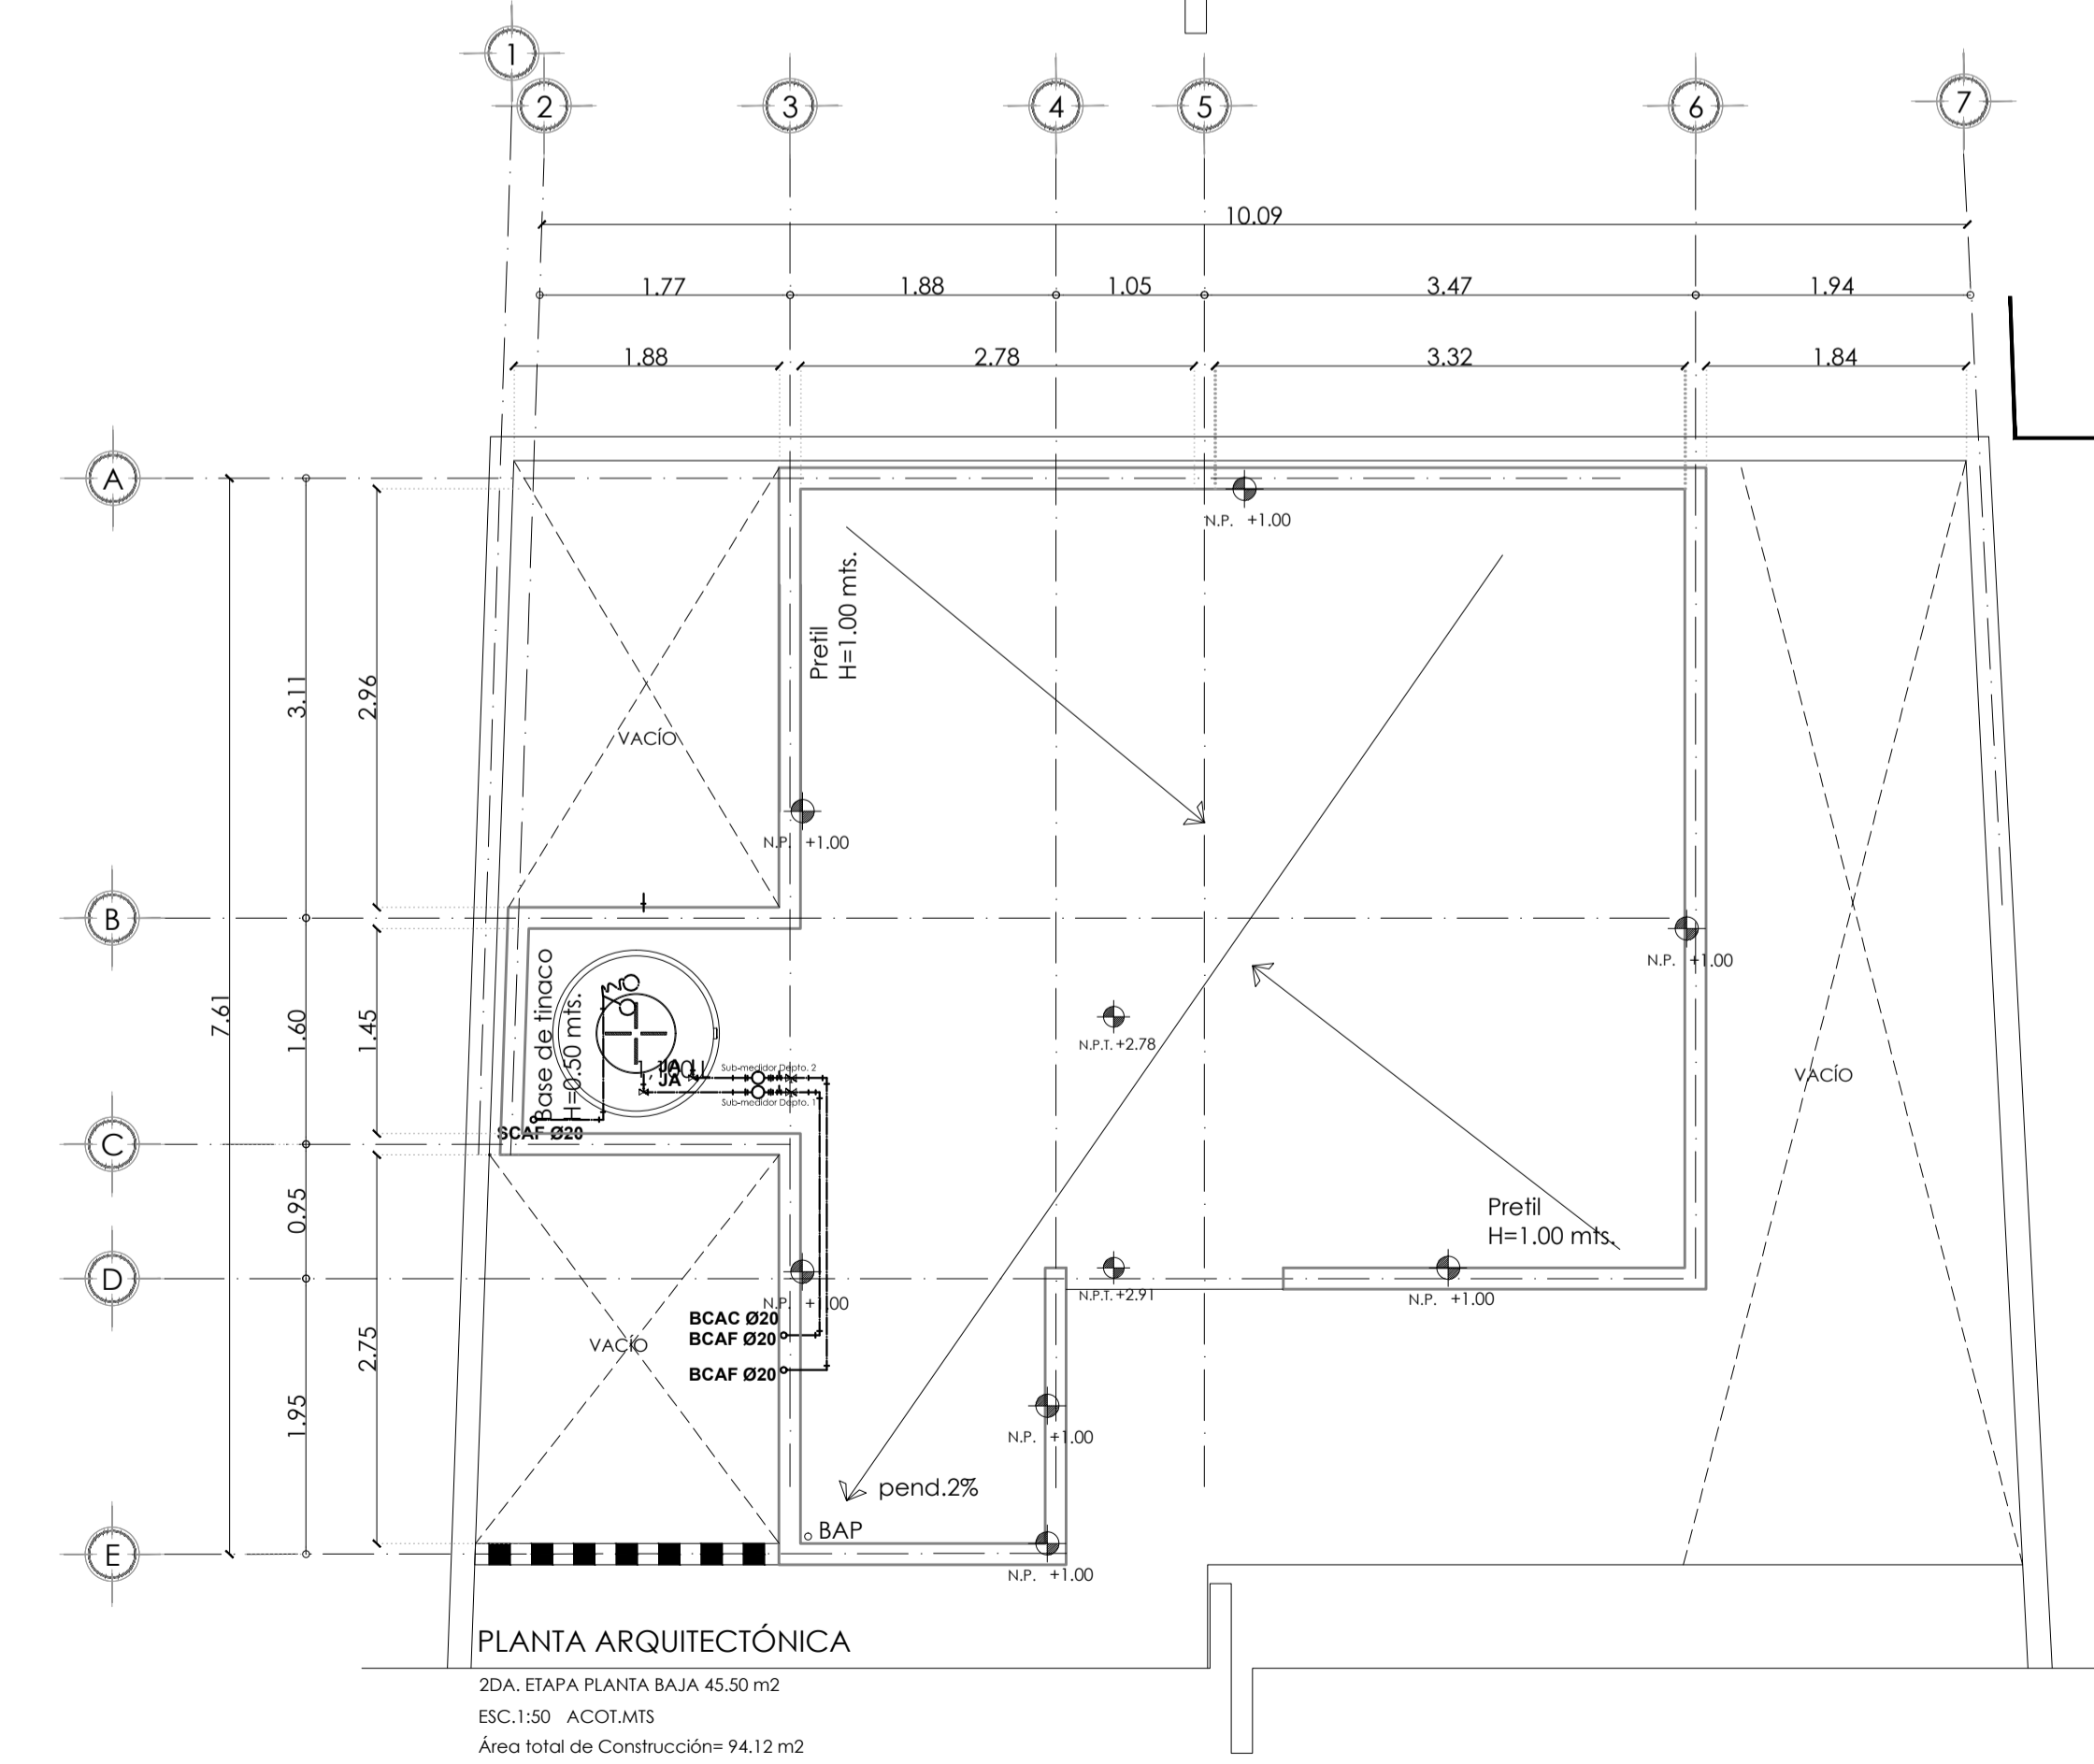 1
2
3
4
5
6
7
10.09
1.77
1.88
1.05
3.47
1.94
1.88
2.78
3.32
1.84
A
N.P. +1.00
Pretil
H=1.00 mts.
3.11
2.96
VACÍO
N.P. +1.00
B
N.P. +1.00
Base de tinaco
H=0.50 mts.
7.61
1.60
1.45
N.P.T. +2.78
JA
JA
Sub-medidor Depto. 2
Sub-medidor Depto. 1
VACÍO
SCAF Ø20
C
0.95
Pretil
H=1.00 mts.
D
N.P.T. +2.91
N.P. +1.00
N.P. +1.00
BCAC Ø20
BCAF Ø20
VACÍO
2.75
BCAF Ø20
1.95
N.P. +1.00
pend.2%
BAP
E
N.P. +1.00
PLANTA ARQUITECTÓNICA
2DA. ETAPA PLANTA BAJA 45.50 m2
ESC.1:50 ACOT.MTS
Área total de Construcción= 94.12 m2